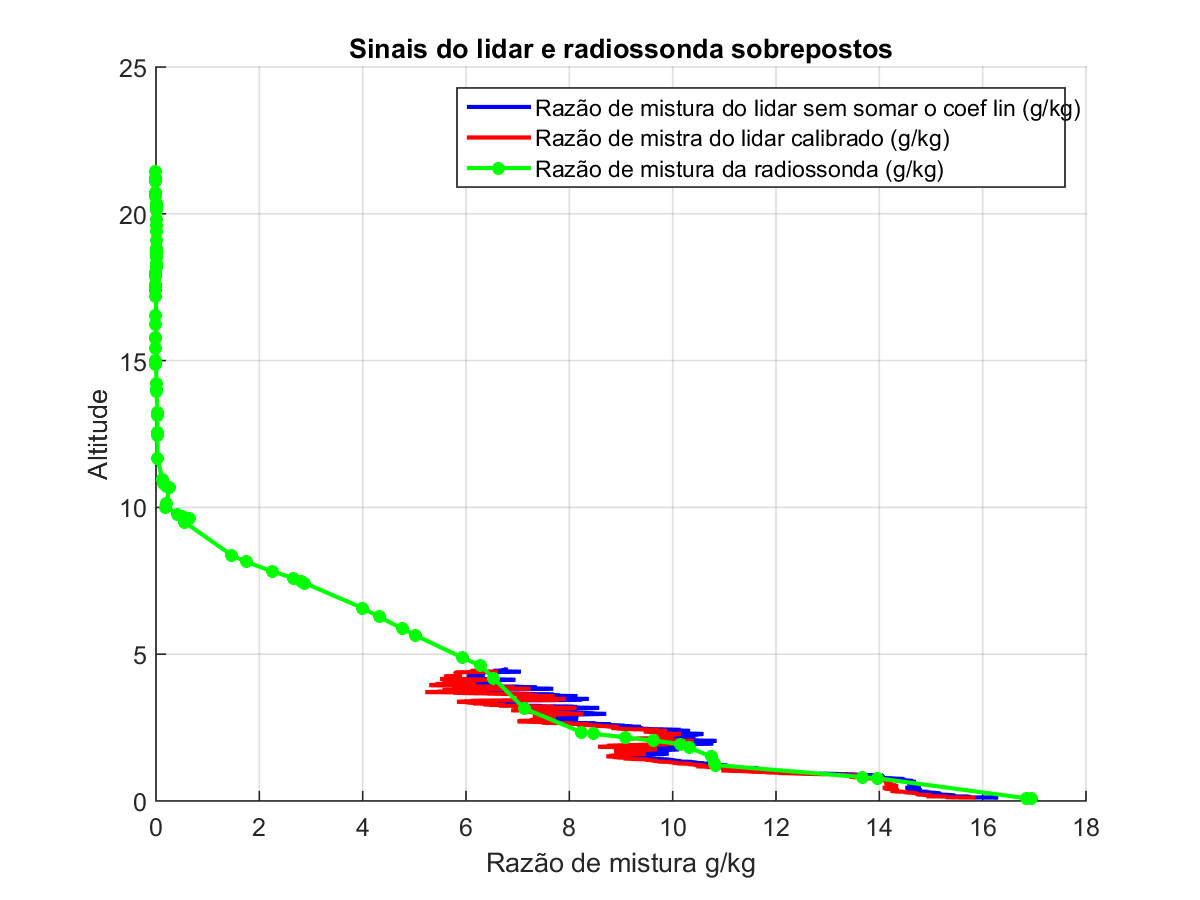 Sinais do lidar e radiossonda sobrepostos
25
20
15
10
5
0
Altitude
Razão de mistura do lidar sem somar o coef lin (g/kg)
Razão de mistra do lidar calibrado (g/kg)
Razão de mistura da radiossonda (g/kg)
0 2 4 6 8 10 12 14 16 18
Razão de mistura g/kg